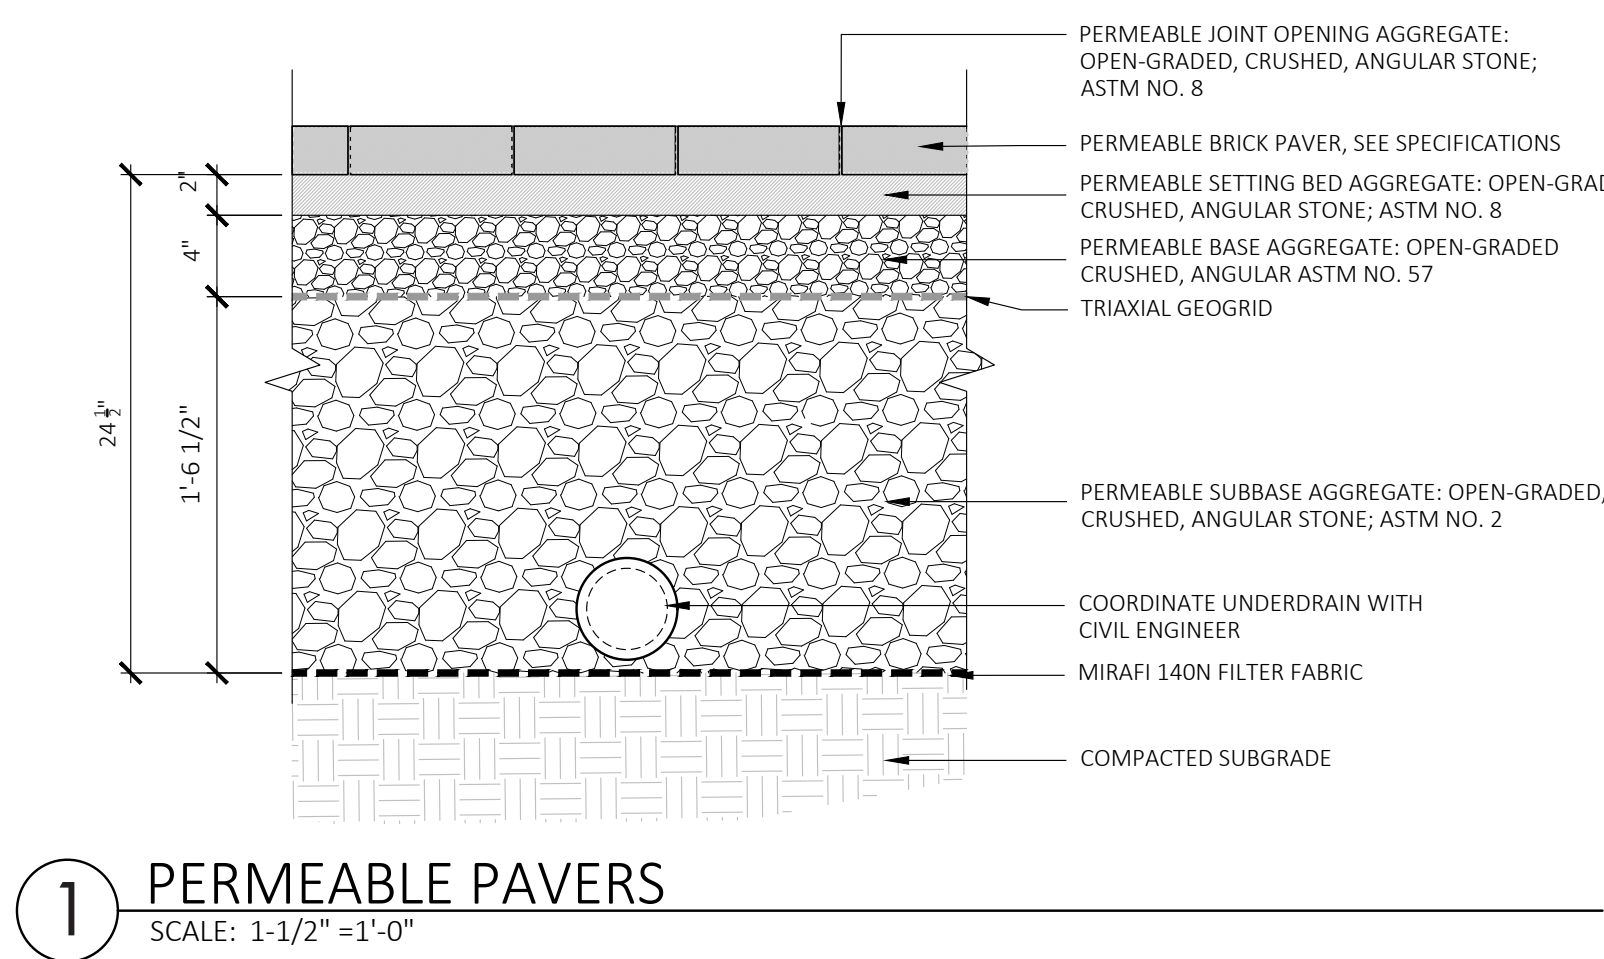 PERMEABLE JOINT OPENING AGGREGATE:
OPEN-GRADED, CRUSHED, ANGULAR STONE;
ASTM NO. 8
PERMEABLE BRICK PAVER, SEE SPECIFICATIONS
PERMEABLE SETTING BED AGGREGATE: OPEN-GRAD
CRUSHED, ANGULAR STONE; ASTM NO. 8
PERMEABLE BASE AGGREGATE: OPEN-GRADED
CRUSHED, ANGULAR ASTM NO. 57
TRIAXIAL GEOGRID
PERMEABLE SUBBASE AGGREGATE: OPEN-GRADED,
CRUSHED, ANGULAR STONE; ASTM NO. 2
COORDINATE UNDERDRAIN WITH
CIVIL ENGINEER
MIRAFI 140N FILTER FABRIC
COMPACTED SUBGRADE
2"
4"
1'-6 1/2"
24 1/2"
1
PERMEABLE PAVERS
SCALE: 1-1/2" =1'-0"